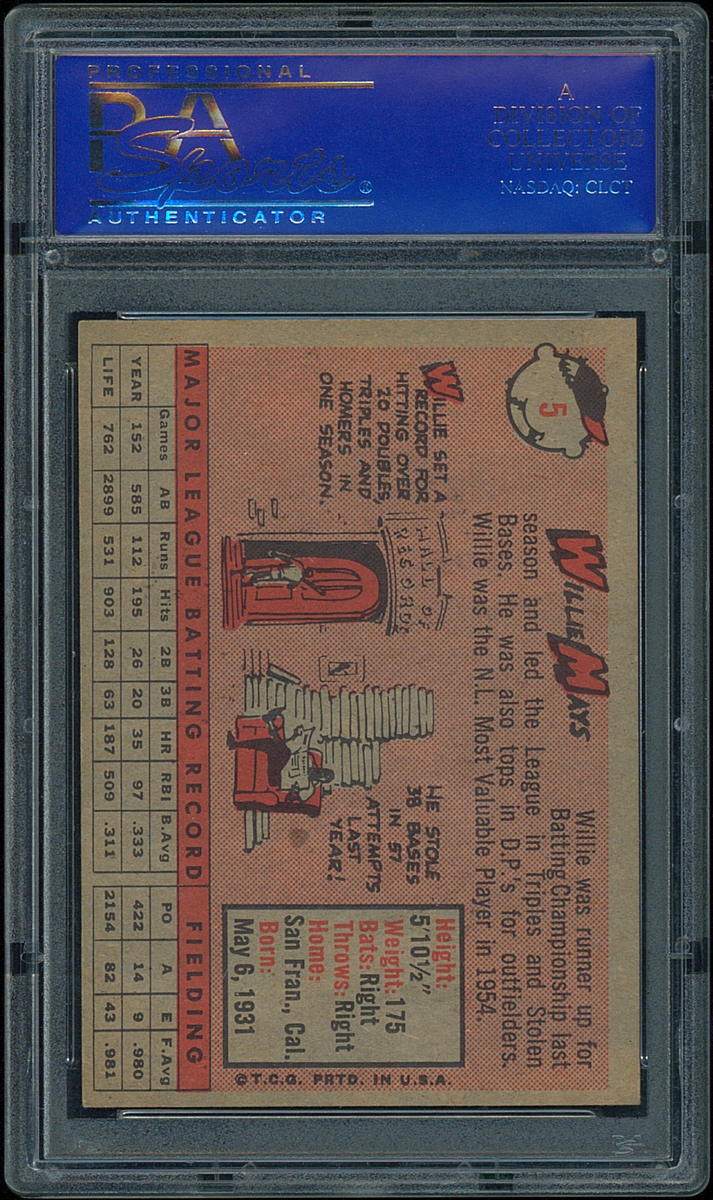 PROFESSIONAL
PSA
Sports®
AUTHENTICATOR
A
DIVISION OF
COLLECTORS
UNIVERSE
NASDAQ: CLCT
5
WILLIE MAYS
Willie was runner up for
Batting Championship last
season and led the League in Triples and Stolen
Bases. He was also tops in D.P's for outfielders.
Willie was the N.L. Most Valuable Player in 1954.
WILLIE SET A
RECORD FOR
HITTING OVER
20 DOUBLES
TRIPLES AND
HOMERS IN
ONE SEASON.
HALL OF
RECORDS
HE STOLE
38 BASES
IN 57
ATTEMPTS
LAST
YEAR!
Height:
5'10½"
Weight: 175
Bats: Right
Throws: Right
Home:
San Fran., Cal.
Born:
May 6, 1931
©T.C.G. PRTD. IN U.S.A.
MAJOR LEAGUE BATTING RECORD FIELDING
Games AB Runs Hits 2B 3B HR RBI B.Avg PO A E F.Avg
YEAR 152 585 112 195 26 20 35 97 .333 422 14 9 .980
LIFE 762 2899 531 903 128 63 187 509 .311 2154 82 43 .981